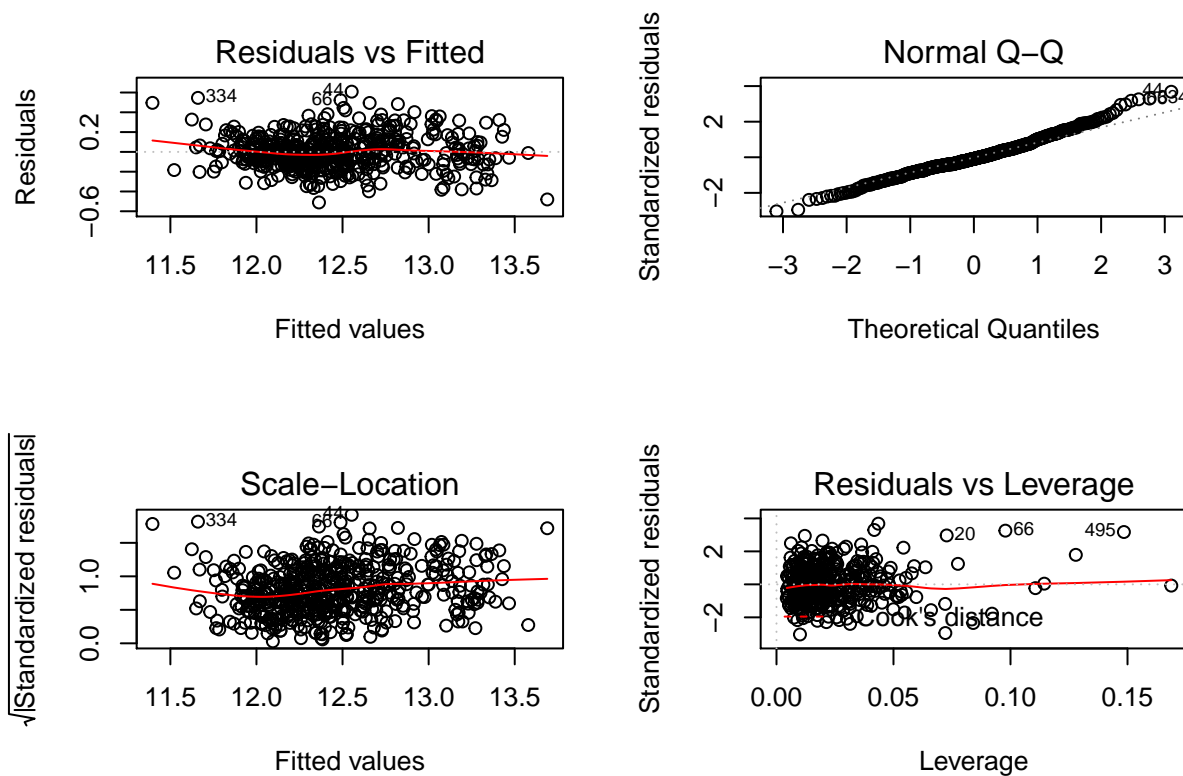 Residuals vs Fitted
Residuals
0.2
−0.6
334
44
66
11.5 12.0 12.5 13.0 13.5
Fitted values
Normal Q−Q
Standardized residuals
2
−2
44
−3 −2 −1 0 1 2 3
Theoretical Quantiles
Scale−Location
√|Standardized residuals|
1.0
0.0
334
44
66
11.5 12.0 12.5 13.0 13.5
Fitted values
Residuals vs Leverage
Standardized residuals
2
−2
20
66
495
Cook's distance
0.00 0.05 0.10 0.15
Leverage